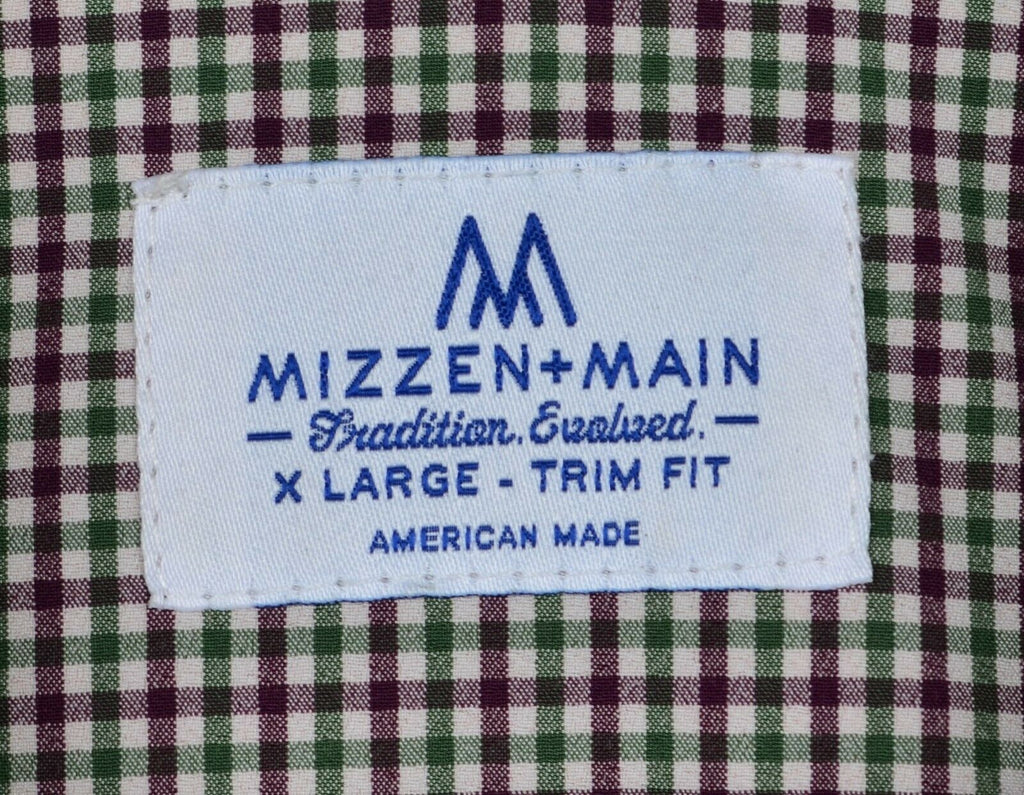 MIZZEN+MAIN
— Tradition. Evolved. —
X LARGE - TRIM FIT
AMERICAN MADE